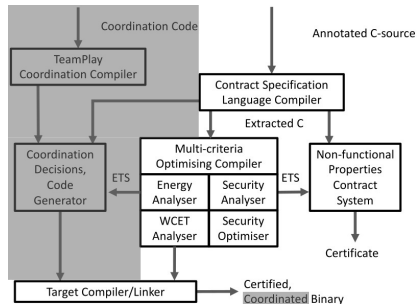 Coordination Code
Annotated C-source
TeamPlay
Coordination Compiler
Contract Specification
Language Compiler
Extracted C
Coordination
Decisions,
Code
Generator
ETS
Multi-criteria
Optimising Compiler
Energy
Analyser
Security
Analyser
WCET
Analyser
Security
Optimiser
ETS
Non-functional
Properties
Contract
System
Certificate
Target Compiler/Linker
Certified,
Coordinated Binary